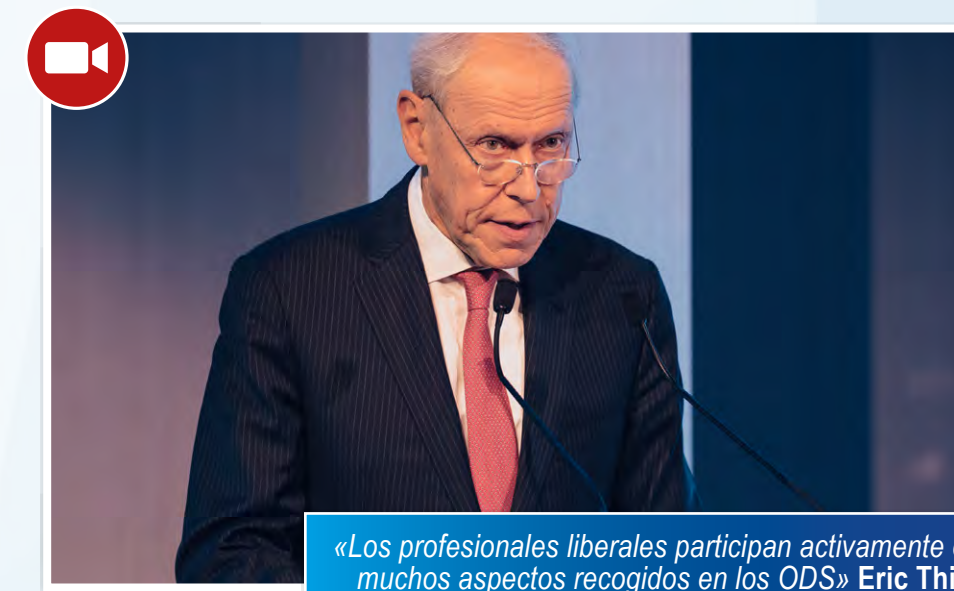 «Los profesionales liberales participan activamente
muchos aspectos recogidos en los ODS» Eric